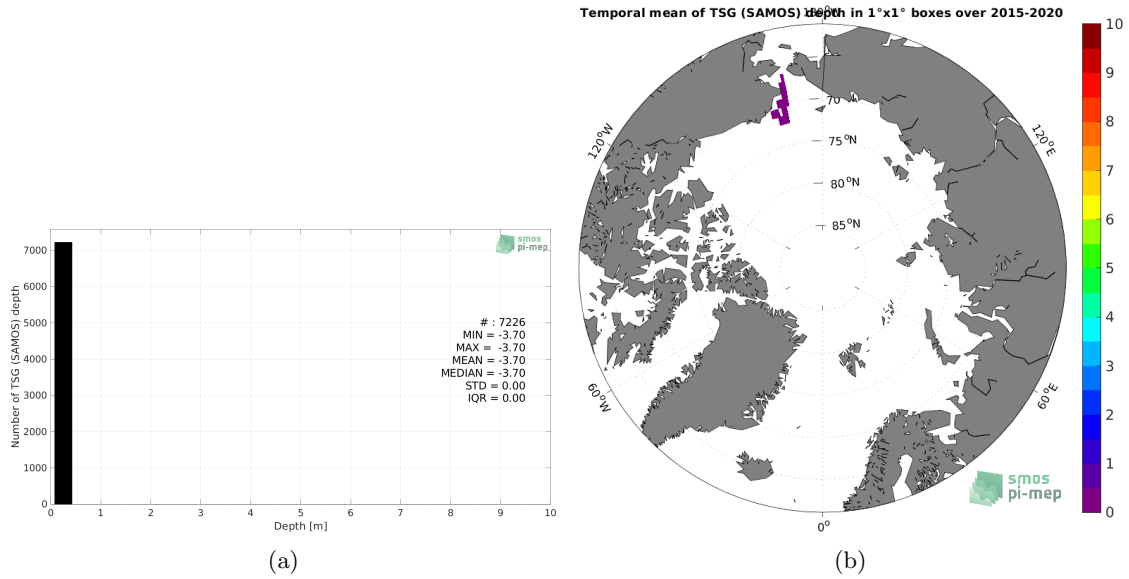 Number of TSG (SAMOS) depth
7000
6000
5000
4000
3000
2000
1000
0
smos
pi-mep
# : 7226
MIN = -3.70
MAX = -3.70
MEAN = -3.70
MEDIAN = -3.70
STD = 0.00
IQR = 0.00
0 1 2 3 4 5 6 7 8 9 10
Depth [m]
(a)
Temporal mean of TSG (SAMOS) depth in 1°x1° boxes over 2015-2020
180°W
120°W
120°E
70°N
75°N
80°N
85°N
60°W
60°E
0°
smos
pi-mep
10
9
8
7
6
5
4
3
2
1
0
(b)